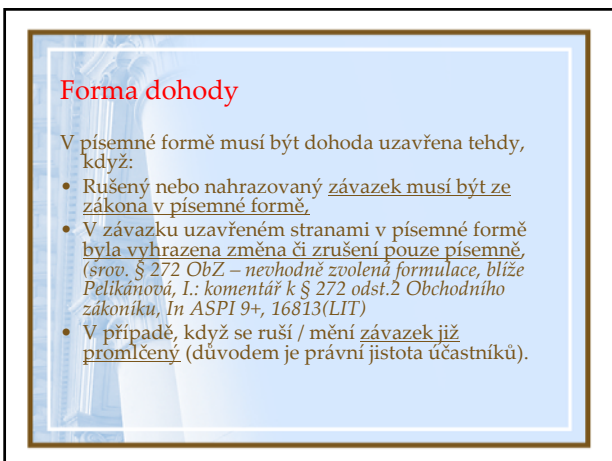 Forma dohody
V písemné formě musí být dohoda uzavřena tehdy,
když:
• Rušený nebo nahrazovaný závazek musí být ze
zákona v písemné formě,
• V závazku uzavřeném stranami v písemné formě
byla vyhrazena změna či zrušení pouze písemně,
(srov. § 272 ObZ – nevhodně zvolená formulace, blíže
Pelikánová, I.: komentář k § 272 odst.2 Obchodního
zákoníku, In ASPI 9+, 16813(LIT)
• V případě, když se ruší / mění závazek již
promlčený (důvodem je právní jistota účastníků).